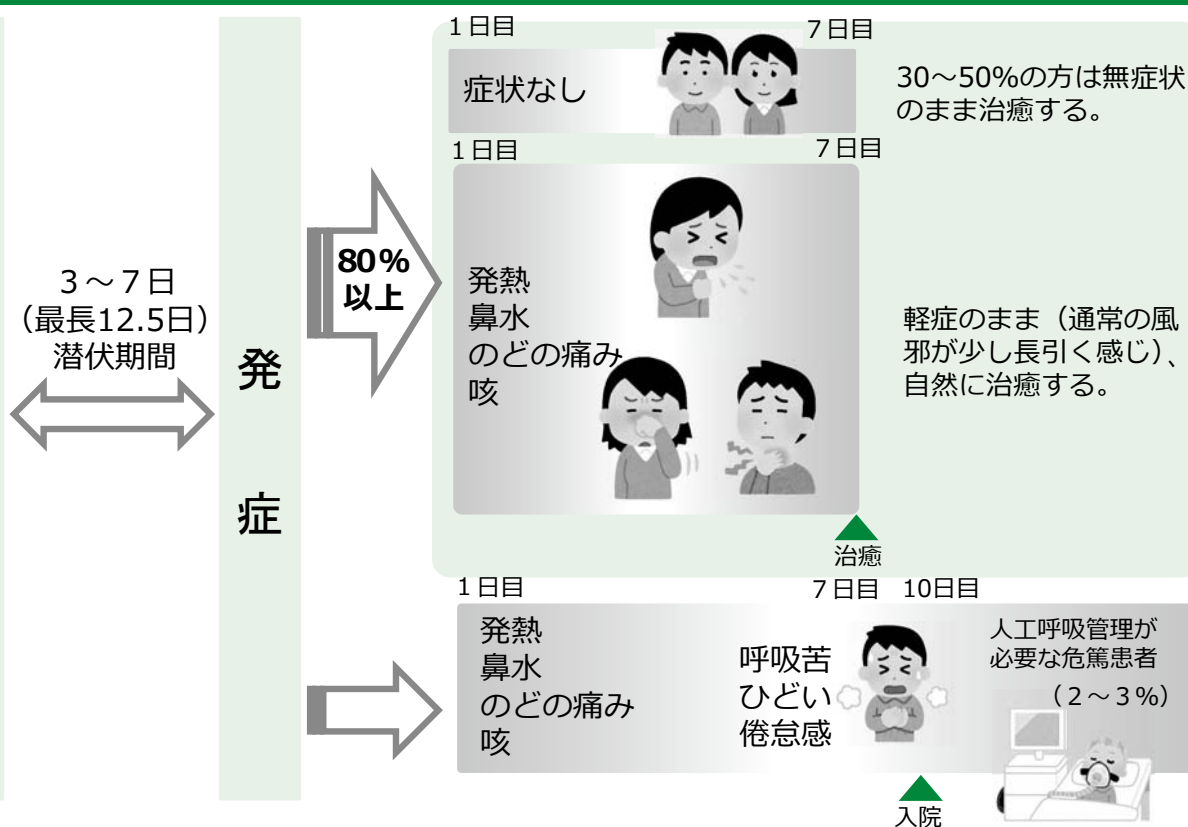 3～7日
（最長12.5日）
潜伏期間
発
症
80%
以上
1日目
7日目
症状なし
30～50%の方は無症状
のまま治癒する。
1日目
7日目
発熱
鼻水
のどの痛み
咳
軽症のまま（通常の風
邪が少し長引く感じ）、
自然に治癒する。
治癒
1日目
7日目
10日目
発熱
鼻水
のどの痛み
咳
呼吸苦
ひどい
倦怠感
人工呼吸管理が
必要な危篤患者
（2～3%）
入院